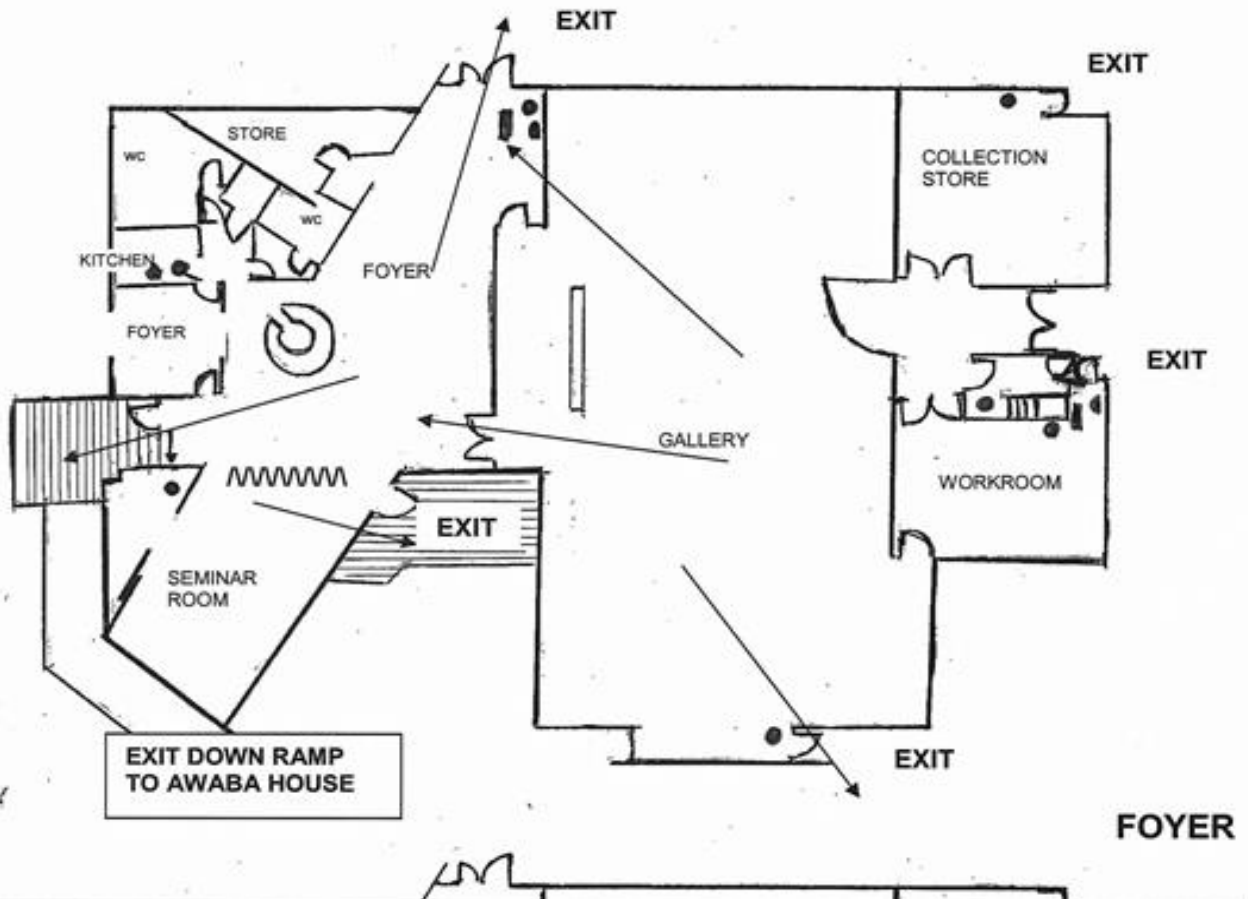 EXIT
EXIT
STORE
WC
COLLECTION
STORE
WC
KITCHEN
FOYER
FOYER
EXIT
GALLERY
WORKROOM
EXIT
SEMINAR
ROOM
EXIT DOWN RAMP
TO AWABA HOUSE
EXIT
FOYER